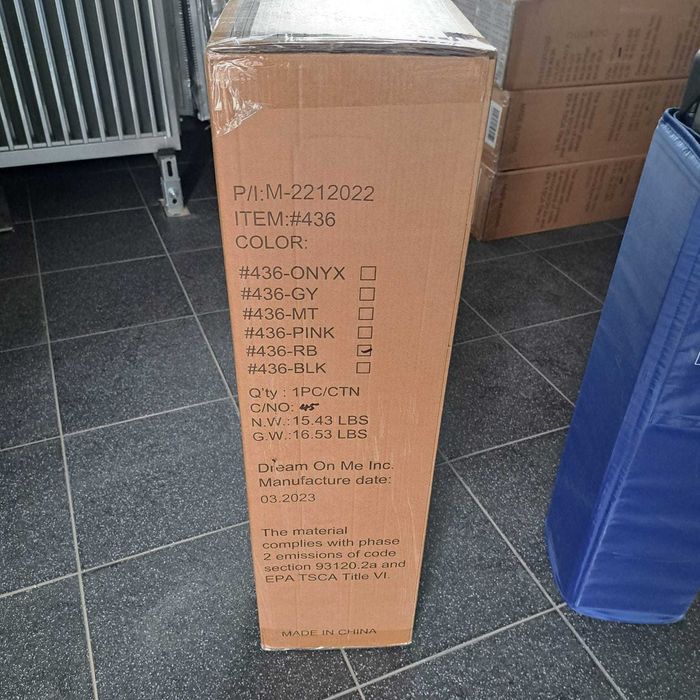 P/I:M-2212022
ITEM:#436
COLOR:
#436-ONYX
#436-GY
#436-MT
#436-PINK
#436-RB
#436-BLK
Q'ty : 1PC/CTN
C/NO: 45
N.W.:15.43 LBS
G.W.:16.53 LBS
Dream On Me Inc.
Manufacture date:
03.2023
The material
complies with phase
2 emissions of code
section 93120.2a and
EPA TSCA Title VI.
MADE IN CHINA